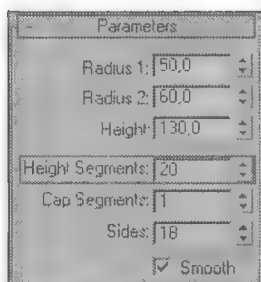 - Parameters
Radius 1: 50,0
Radius 2: 60,0
Height: 130,0
Height Segments: 20
Cap Segments: 1
Sides: 18
Smooth